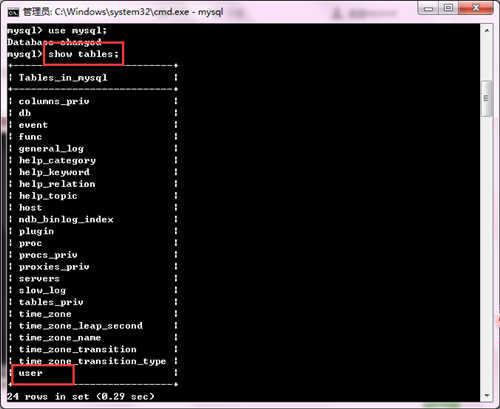 管理员: C:\Windows\system32\cmd.exe - mysql
mysql> use mysql;
Database changed
mysql> show tables;
+---------------------------+
| Tables_in_mysql           |
+---------------------------+
| columns_priv              |
| db                        |
| event                     |
| func                      |
| general_log               |
| help_category             |
| help_keyword              |
| help_relation             |
| help_topic                |
| host                      |
| ndb_binlog_index          |
| plugin                    |
| proc                      |
| procs_priv                |
| proxies_priv              |
| servers                   |
| slow_log                  |
| tables_priv               |
| time_zone                 |
| time_zone_leap_second     |
| time_zone_name            |
| time_zone_transition      |
| time_zone_transition_type |
| user                      |
+---------------------------+
24 rows in set (0.29 sec)